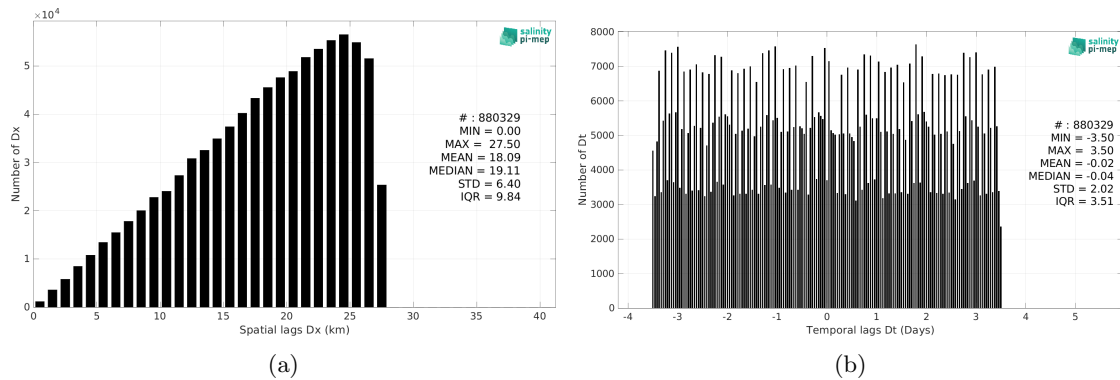 ×10⁴
salinity
pi-mep
5
4
3
2
1
0
Number of Dx
# : 880329
MIN = 0.00
MAX = 27.50
MEAN = 18.09
MEDIAN = 19.11
STD = 6.40
IQR = 9.84
0 5 10 15 20 25 30 35 40
Spatial lags Dx (km)
(a)
8000
7000
6000
5000
4000
3000
2000
1000
0
Number of Dt
salinity
pi-mep
# : 880329
MIN = -3.50
MAX = 3.50
MEAN = -0.02
MEDIAN = -0.04
STD = 2.02
IQR = 3.51
-4 -3 -2 -1 0 1 2 3 4 5
Temporal lags Dt (Days)
(b)